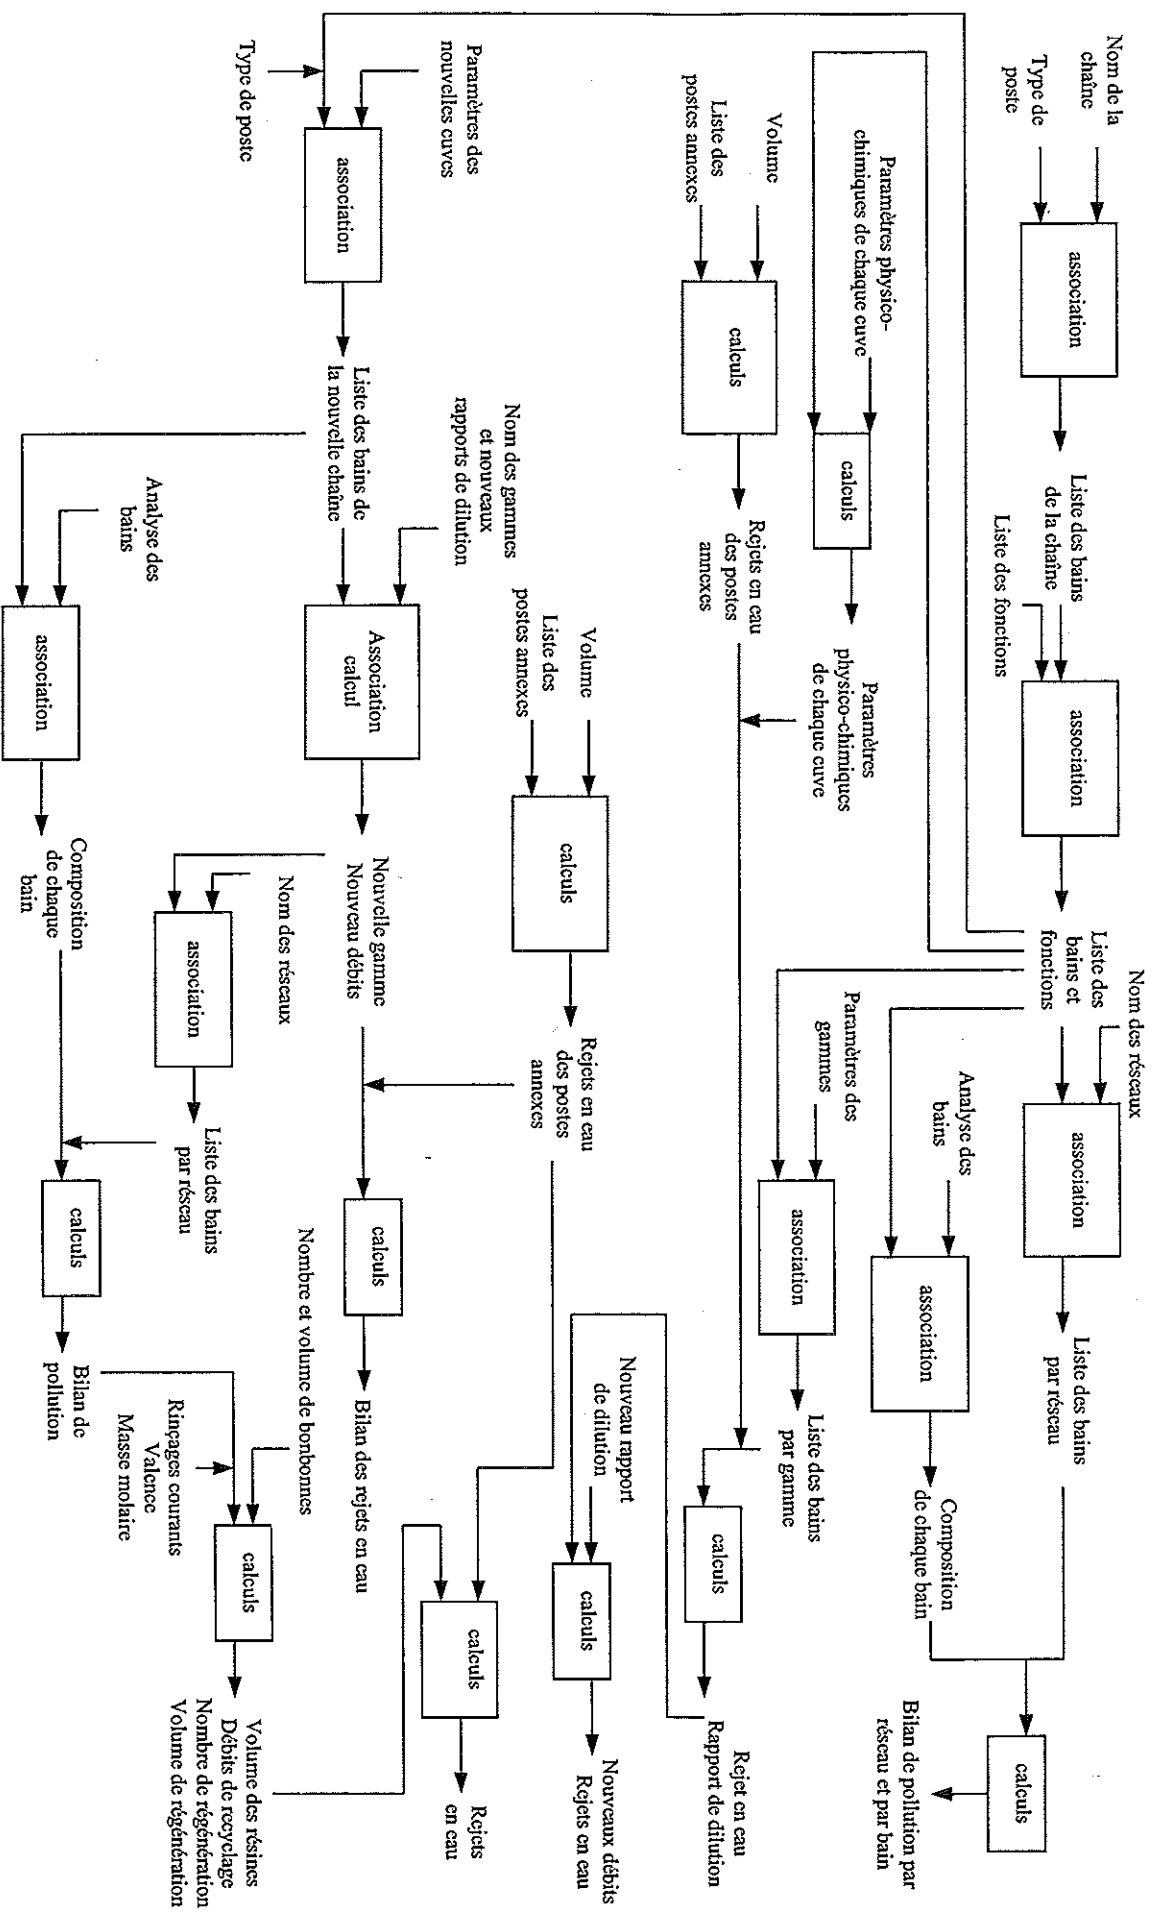 Nom de la
chaîne
Type de
poste
association
Liste des bains
de la chaîne
Liste des fonctions
association
Liste des
bains et
fonctions
Nom des réseaux
association
Liste des bains
par réseau
calculs
Bilan de pollution par
réseau et par bain
Analyse des
bains
association
Composition
de chaque bain
Paramètres physico-
chimiques de chaque cuve
calculs
Paramètres
physico-chimiques
de chaque cuve
Paramètres des
gammes
association
Liste des bains
par gamme
Volume
Liste des
postes annexes
calculs
Rejets en eau
des postes
annexes
calculs
Rejet en eau
Rapport de dilution
Nouveau rapport
de dilution
calculs
Nouveaux débits
Rejets en eau
Volume
Liste des
postes annexes
calculs
Rejets en eau
des postes
annexes
calculs
Rejets
en eau
Paramètres des
nouvelles cuves
Type de poste
association
Liste des bains de
la nouvelle chaîne
Nom des gammes
et nouveaux
rapports de dilution
Association
calcul
Nouvelle gamme
Nouveau débits
calculs
Bilan des rejets en eau
Nom des réseaux
association
Liste des bains
par réseau
Nombre et volume de bonbonnes
Rinçages courants
Valence
Masse molaire
calculs
Volume des résines
Débits de recyclage
Nombre de régénération
Volume de régénération
Analyse des
bains
association
Composition
de chaque
bain
calculs
Bilan de
pollution